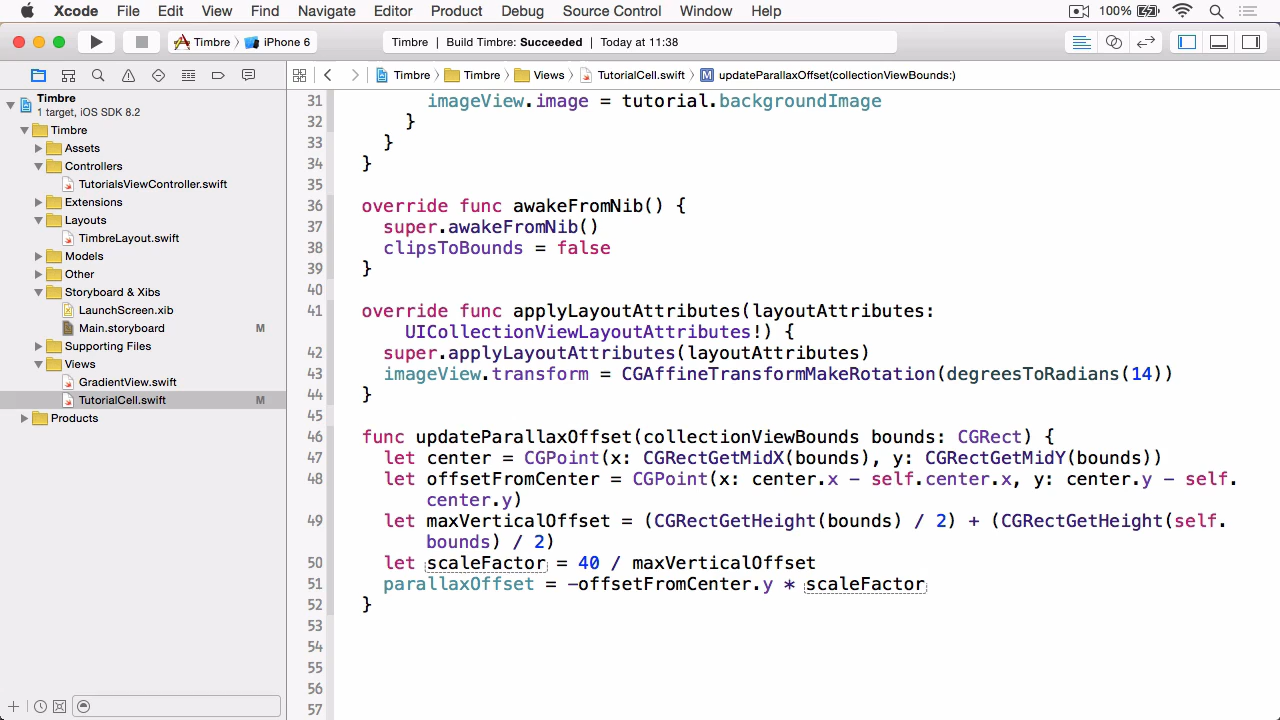 Xcode File Edit View Find Navigate Editor Product Debug Source Control Window Help 100%
Timbre iPhone 6 Timbre | Build Timbre: Succeeded | Today at 11:38
Timbre Timbre Views TutorialCell.swift M updateParallaxOffset(collectionViewBounds:)
Timbre
1 target, iOS SDK 8.2
Timbre
Assets
Controllers
TutorialsViewController.swift
Extensions
Layouts
TimbreLayout.swift
Models
Other
Storyboard & Xibs
LaunchScreen.xib
Main.storyboard M
Supporting Files
Views
GradientView.swift
TutorialCell.swift M
Products
31 imageView.image = tutorial.backgroundImage
32 }
33 }
34 }
35
36 override func awakeFromNib() {
37 super.awakeFromNib()
38 clipsToBounds = false
39 }
40
41 override func applyLayoutAttributes(layoutAttributes:
UICollectionViewLayoutAttributes!) {
42 super.applyLayoutAttributes(layoutAttributes)
43 imageView.transform = CGAffineTransformMakeRotation(degreesToRadians(14))
44 }
45
46 func updateParallaxOffset(collectionViewBounds bounds: CGRect) {
47 let center = CGPoint(x: CGRectGetMidX(bounds), y: CGRectGetMidY(bounds))
48 let offsetFromCenter = CGPoint(x: center.x - self.center.x, y: center.y - self.
center.y)
49 let maxVerticalOffset = (CGRectGetHeight(bounds) / 2) + (CGRectGetHeight(self.
bounds) / 2)
50 let scaleFactor = 40 / maxVerticalOffset
51 parallaxOffset = -offsetFromCenter.y * scaleFactor
52 }
53
54
55
56
57